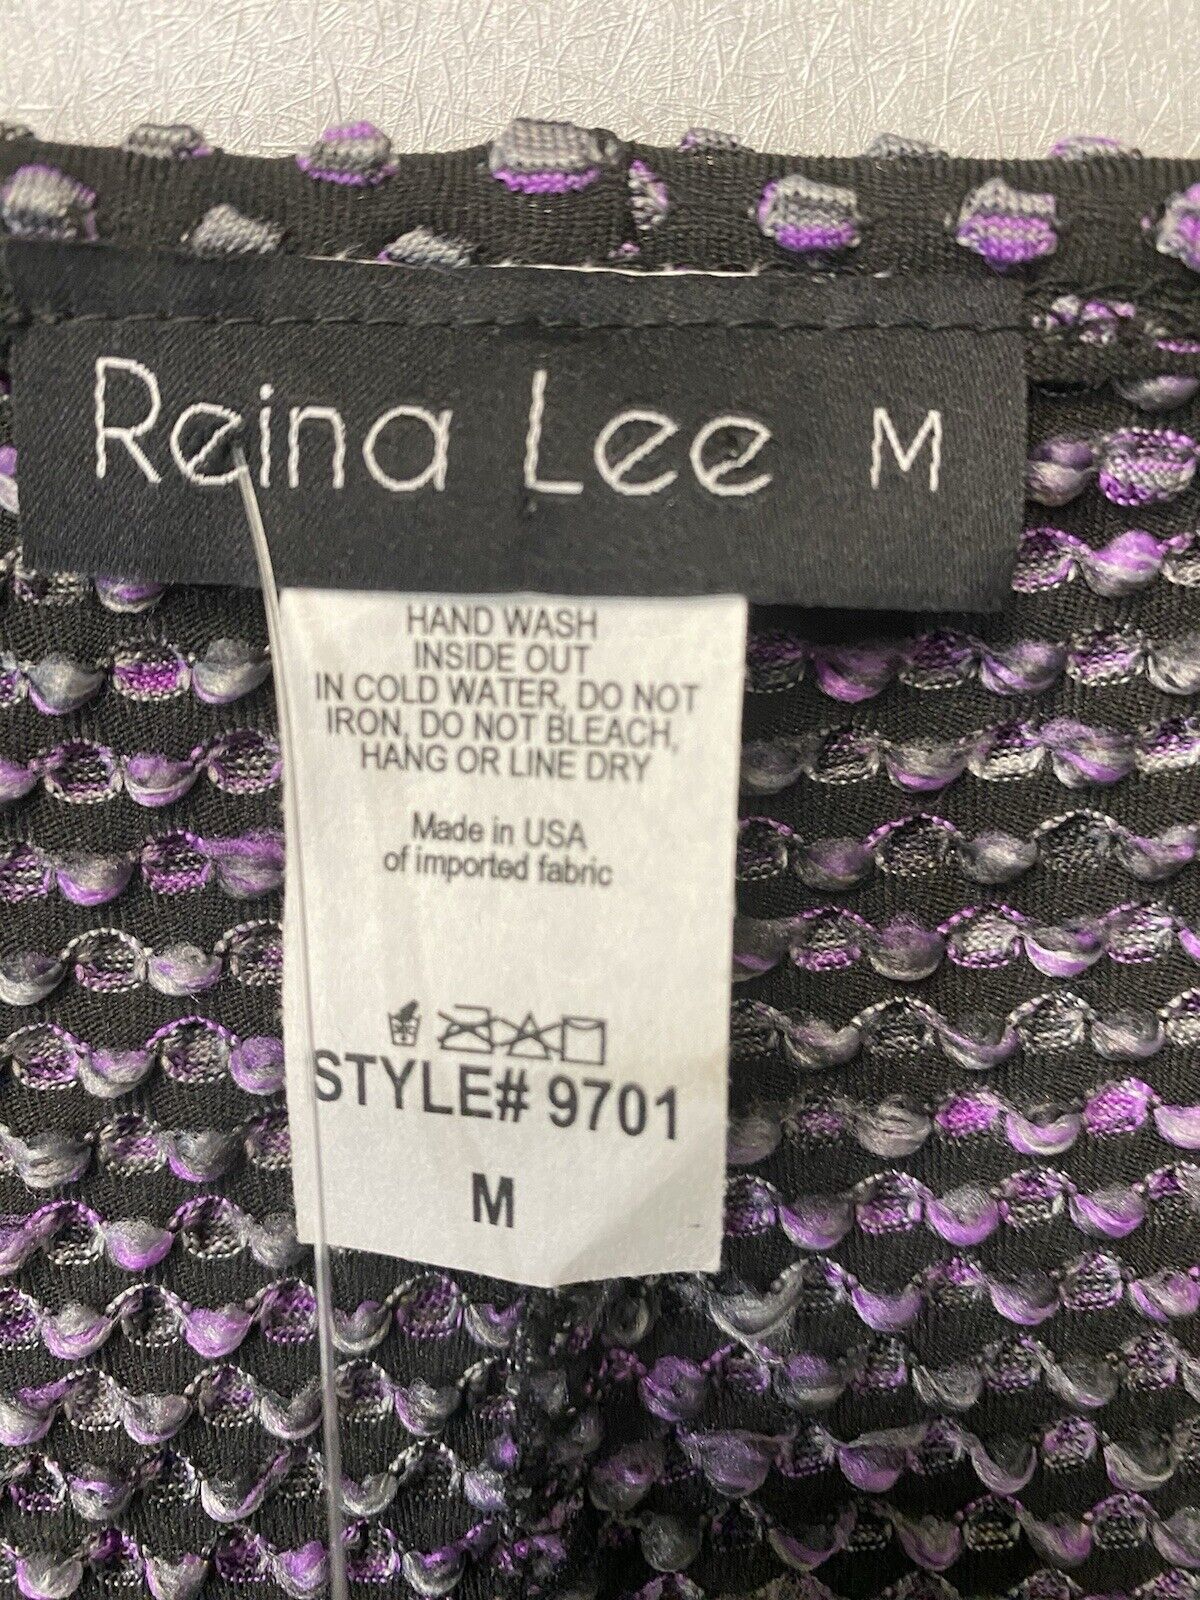 Reina Lee M
HAND WASH
INSIDE OUT
IN COLD WATER, DO NOT
IRON, DO NOT BLEACH,
HANG OR LINE DRY
Made in USA
of imported fabric
STYLE# 9701
M